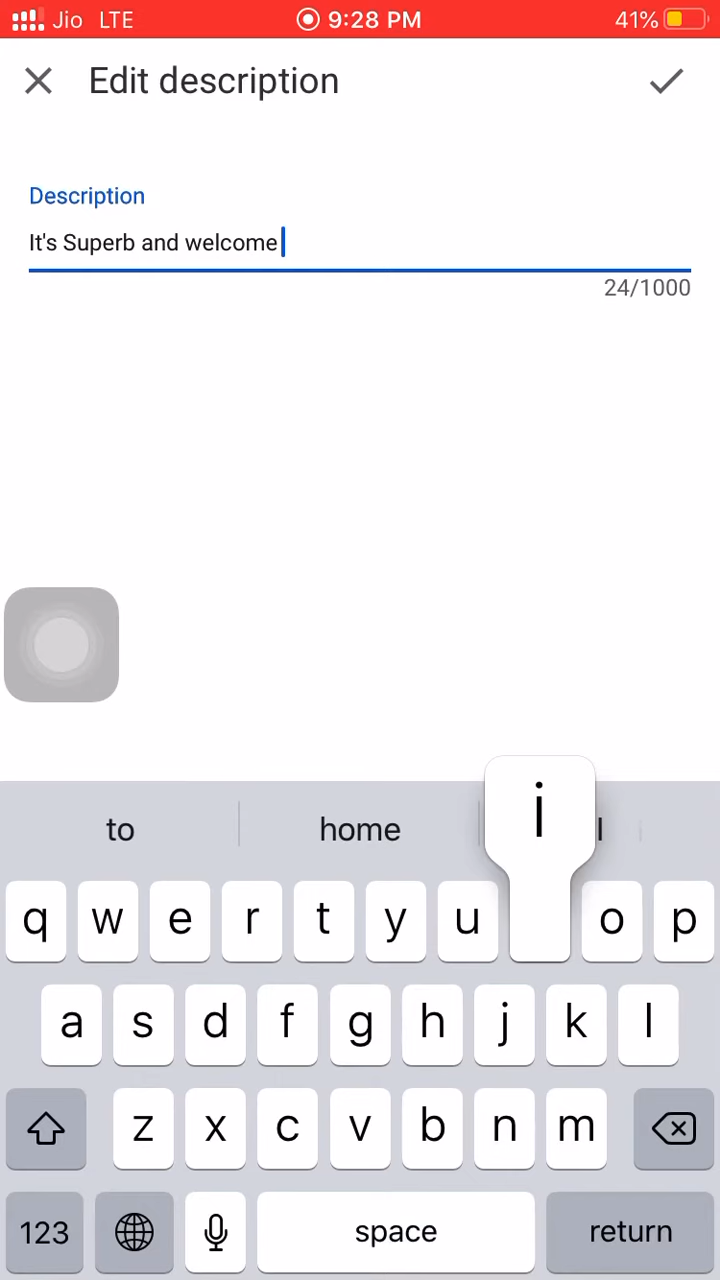 Jio LTE 9:28 PM 41%
Edit description
Description
It's Superb and welcome
24/1000
to home l
i
q w e r t y u o p
a s d f g h j k l
z x c v b n m
123 space return